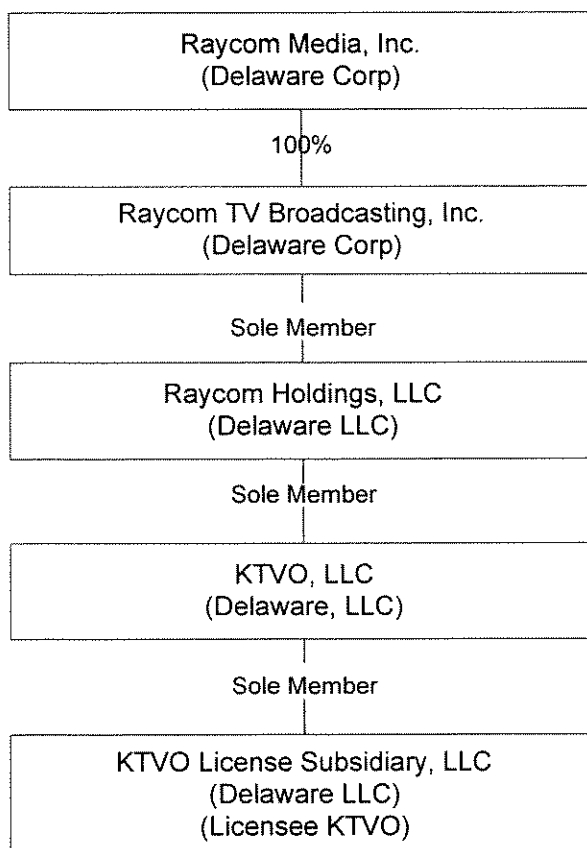 Raycom Media, Inc.
(Delaware Corp)
100%
Raycom TV Broadcasting, Inc.
(Delaware Corp)
Sole Member
Raycom Holdings, LLC
(Delaware LLC)
Sole Member
KTVO, LLC
(Delaware, LLC)
Sole Member
KTVO License Subsidiary, LLC
(Delaware LLC)
(Licensee KTVO)